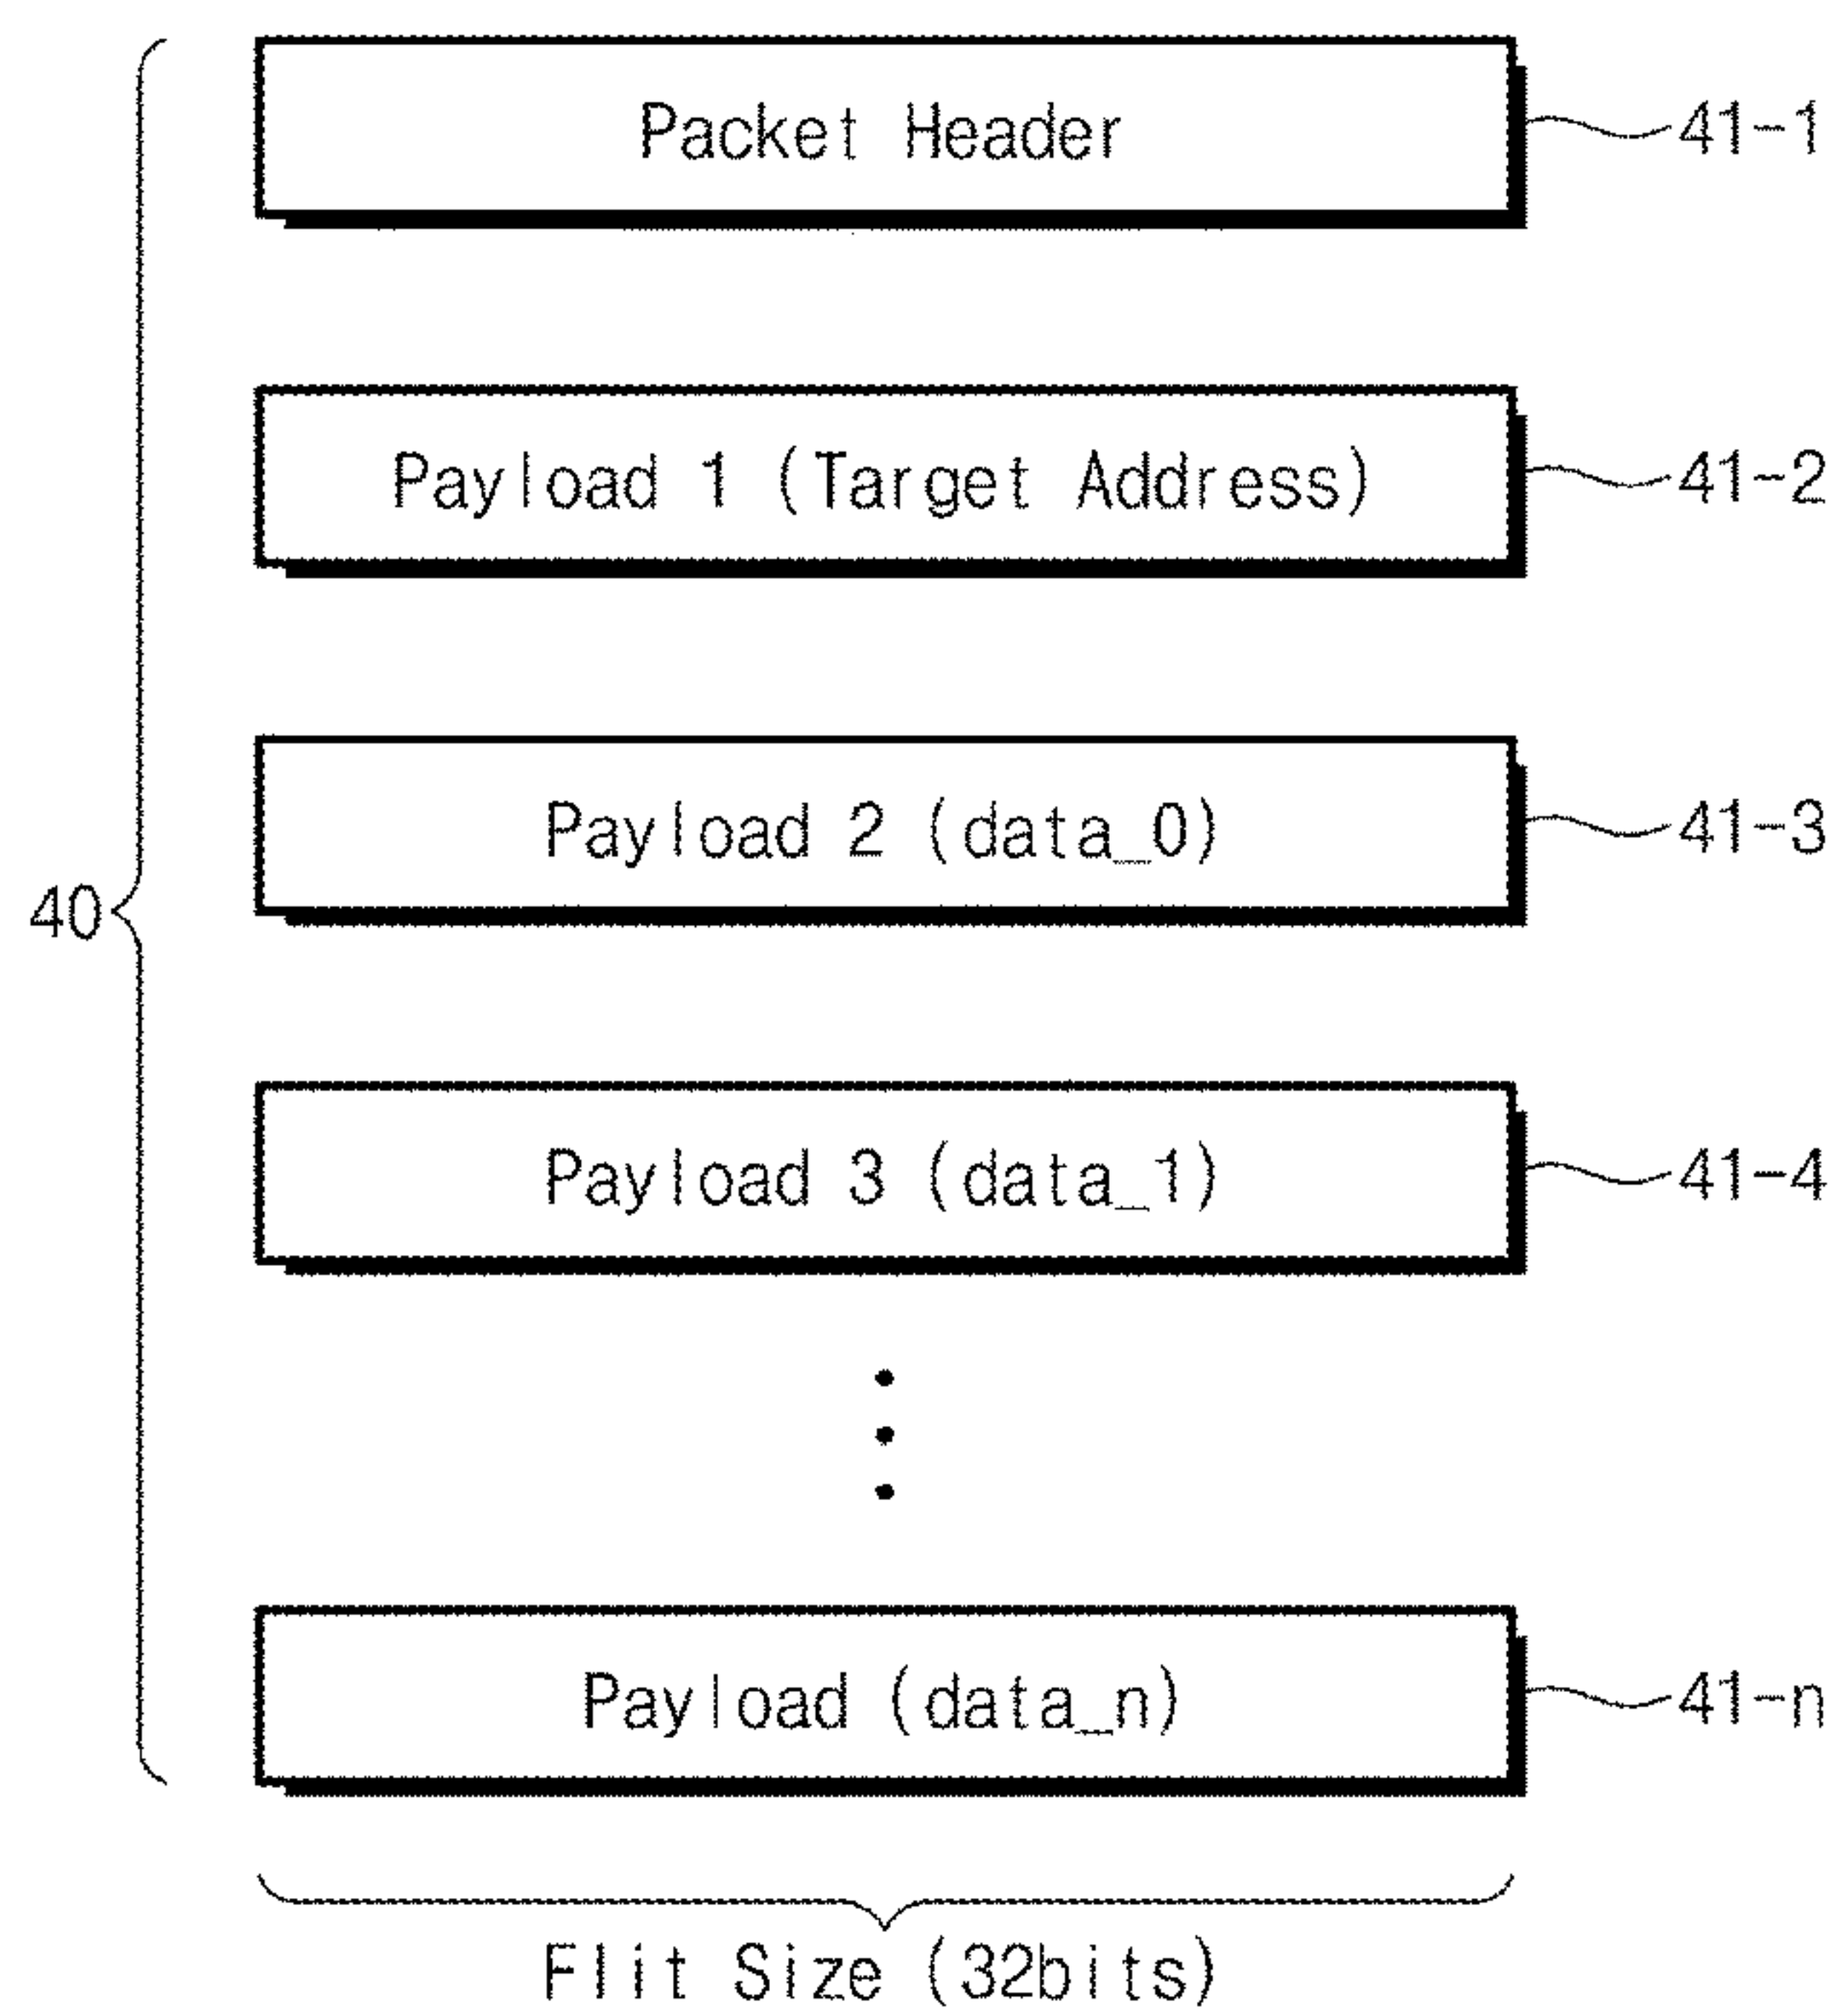 Packet Header
41-1
Payload 1 (Target Address)
41-2
Payload 2 (data_0)
41-3
40
Payload 3 (data_1)
41-4
Payload (data_n)
41-n
Flit Size (32bits)